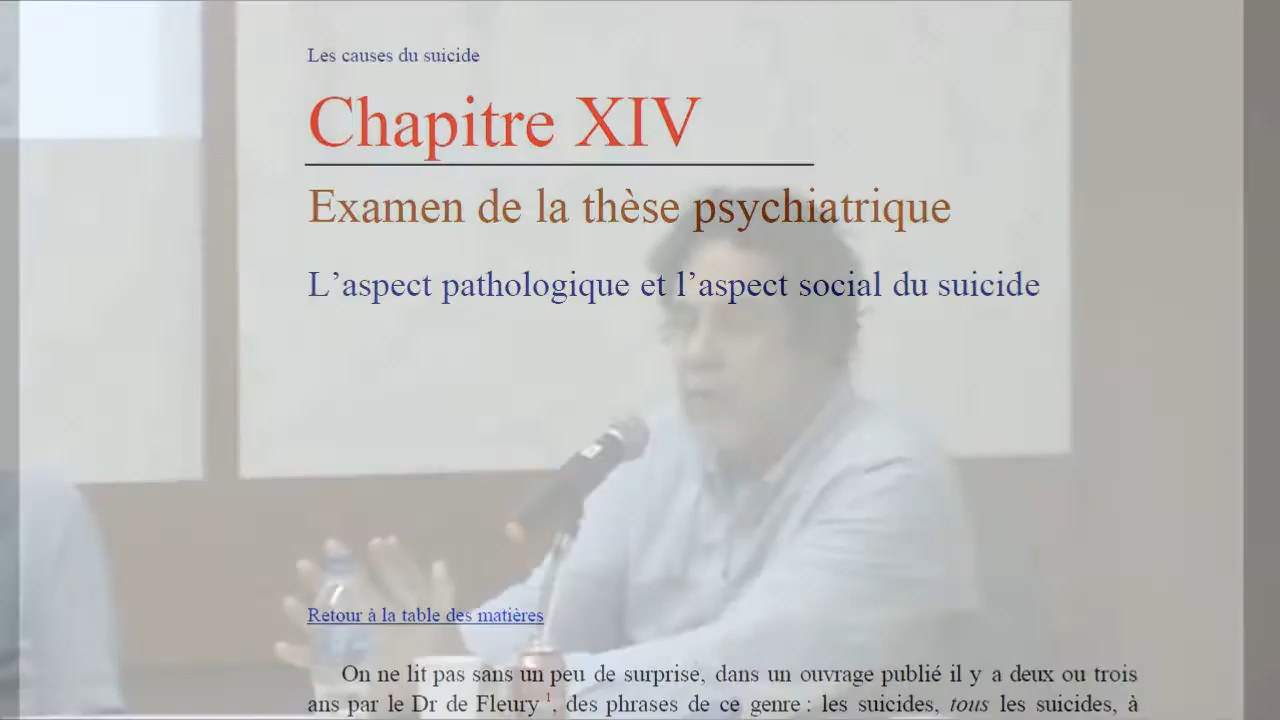 Les causes du suicide
Chapitre XIV
Examen de la thèse psychiatrique
L’aspect pathologique et l’aspect social du suicide
Retour à la table des matières
On ne lit pas sans un peu de surprise, dans un ouvrage publié il y a deux ou trois
ans par le Dr de Fleury 1, des phrases de ce genre : les suicides, tous les suicides, à